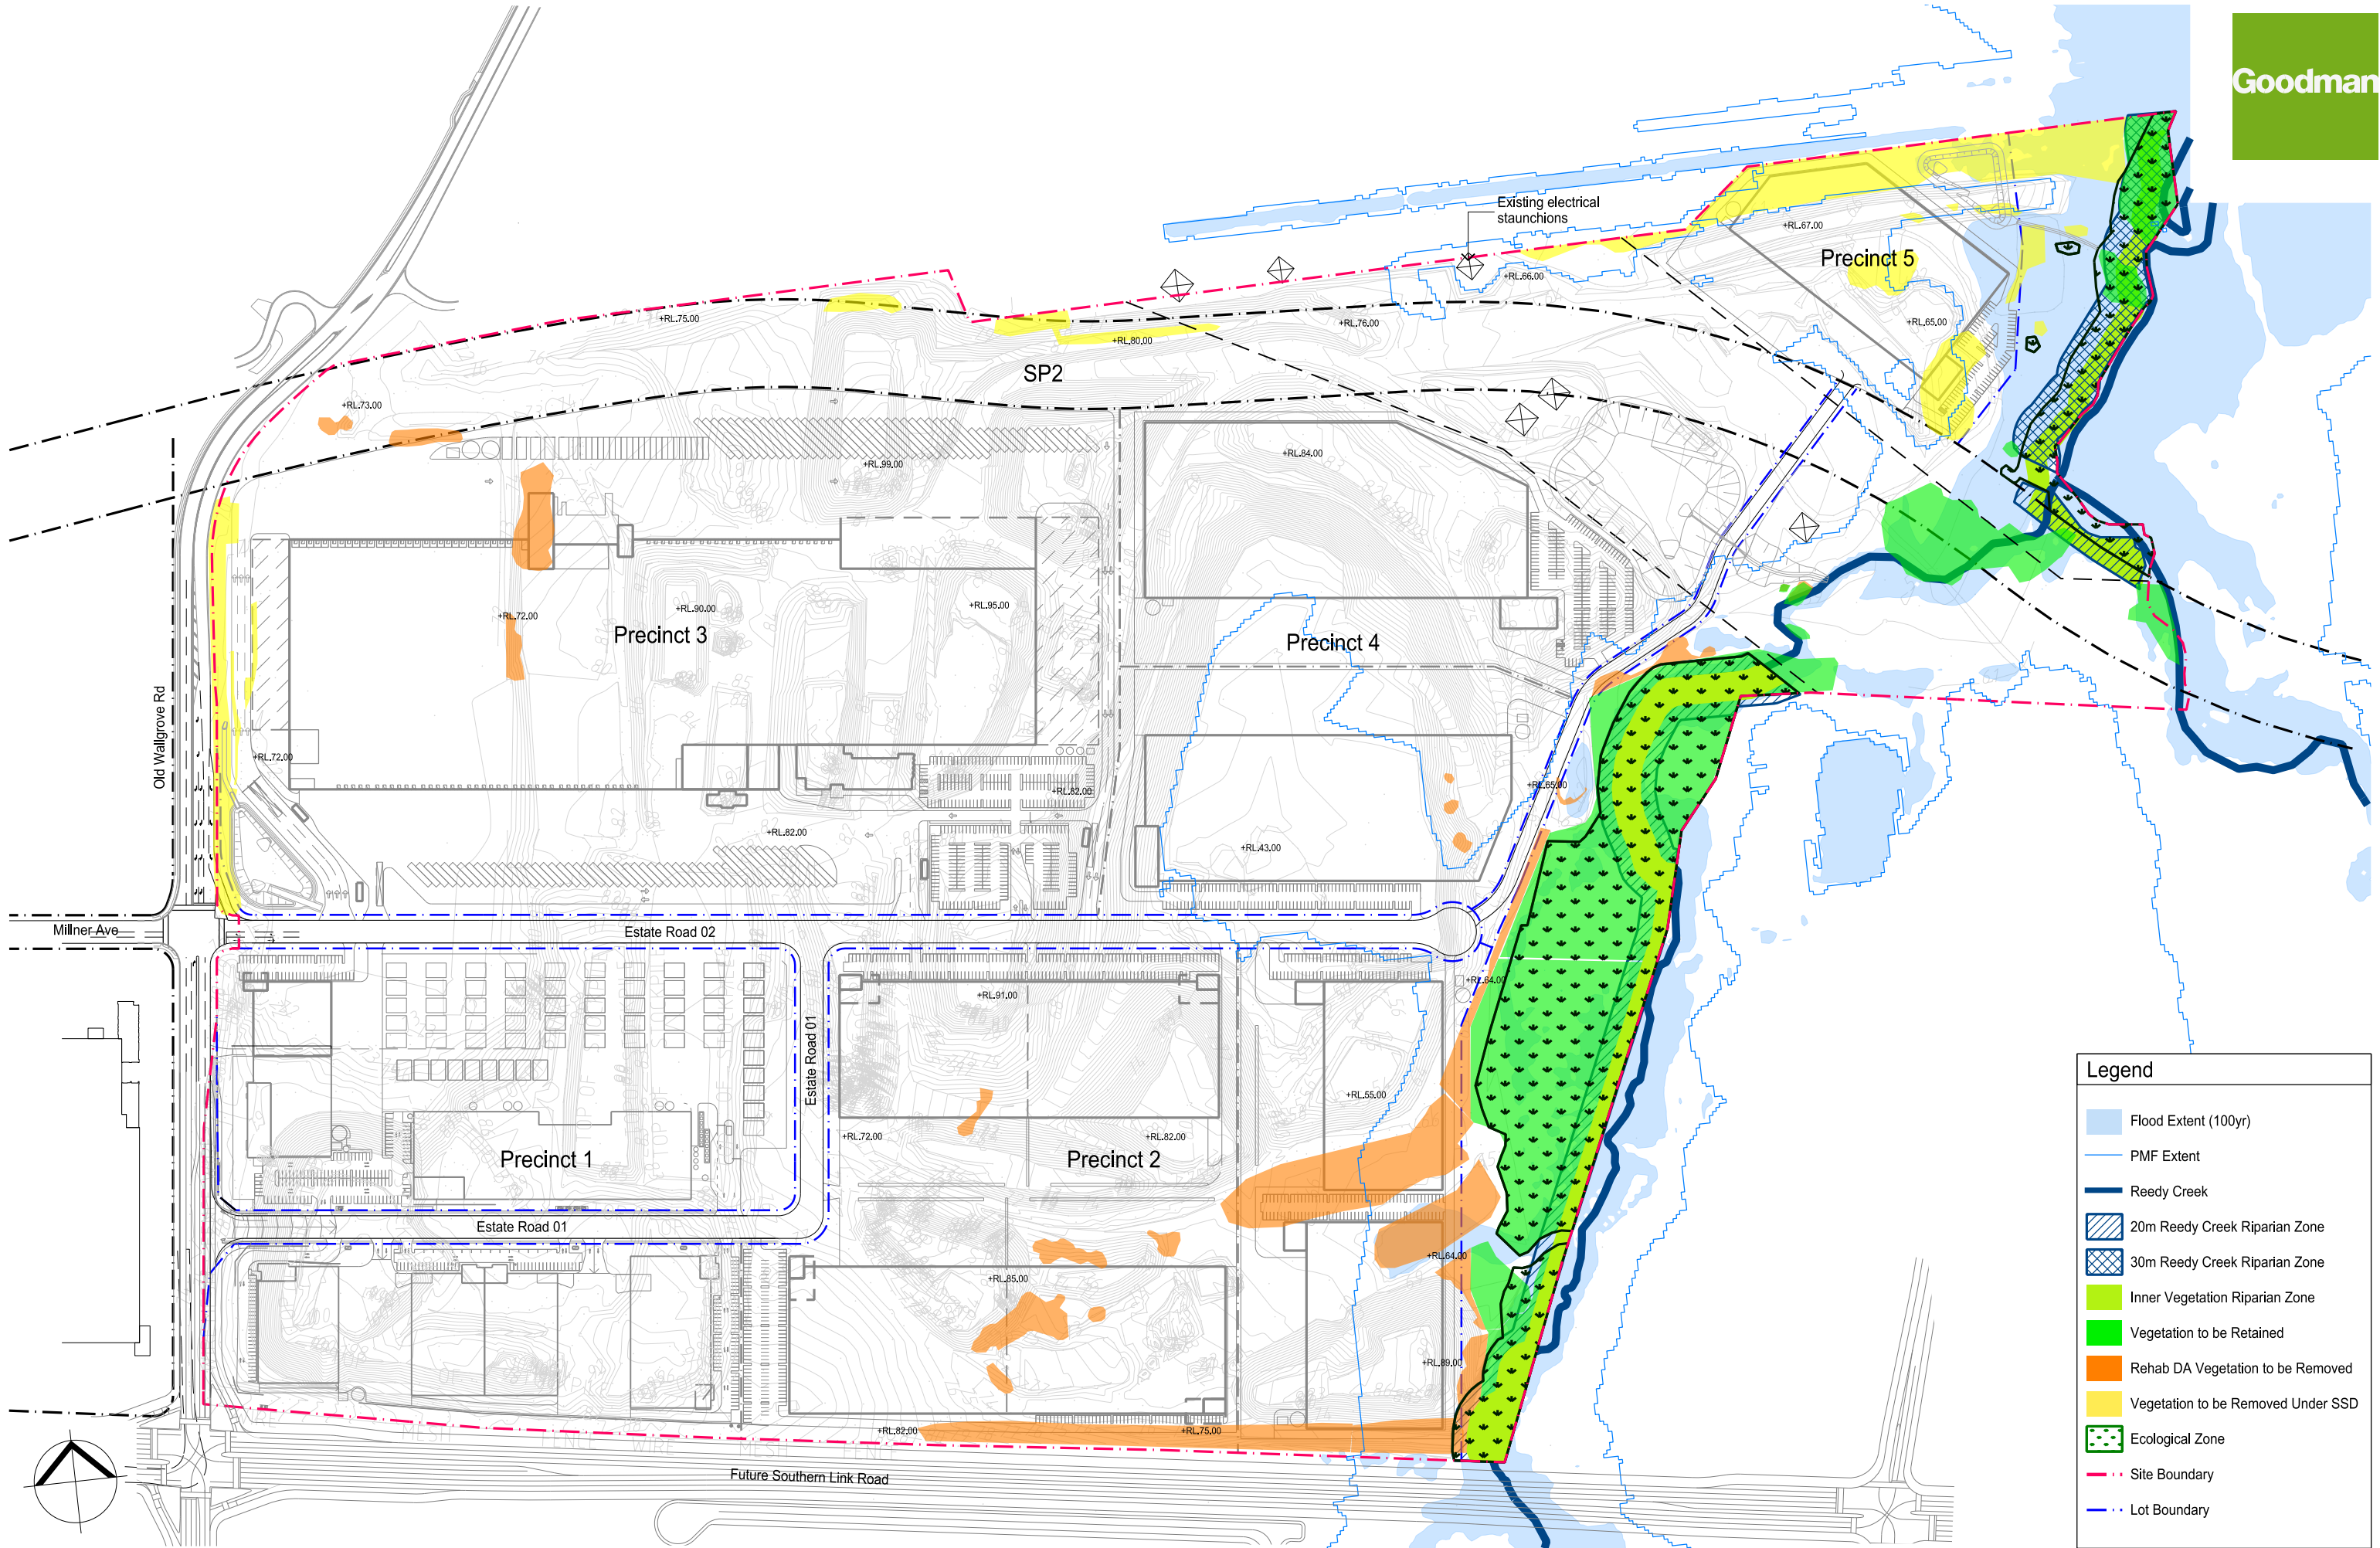 Goodman
Existing electrical
staunchions
+RL.67.00
Precinct 5
+RL.66.00
+RL.75.00
+RL.76.00
+RL.65.00
+RL.80.00
SP2
+RL.73.00
+RL.84.00
+RL.99.00
+RL.72.00
+RL.90.00
+RL.95.00
Precinct 3
Precinct 4
Old Wallgrove Rd
+RL.72.00
+RL.65.00
+RL.82.00
+RL.82.00
+RL.43.00
Millner Ave
Estate Road 02
+RL.64.00
+RL.91.00
Estate Road 01
+RL.55.00
+RL.72.00
+RL.82.00
Precinct 1
Precinct 2
Estate Road 01
+RL.64.00
+RL.85.00
+RL.89.00
+RL.82.00
+RL.75.00
MESH FENCE WIRE MESH FENCE
Future Southern Link Road
Legend
Flood Extent (100yr)
PMF Extent
Reedy Creek
20m Reedy Creek Riparian Zone
30m Reedy Creek Riparian Zone
Inner Vegetation Riparian Zone
Vegetation to be Retained
Rehab DA Vegetation to be Removed
Vegetation to be Removed Under SSD
Ecological Zone
Site Boundary
Lot Boundary